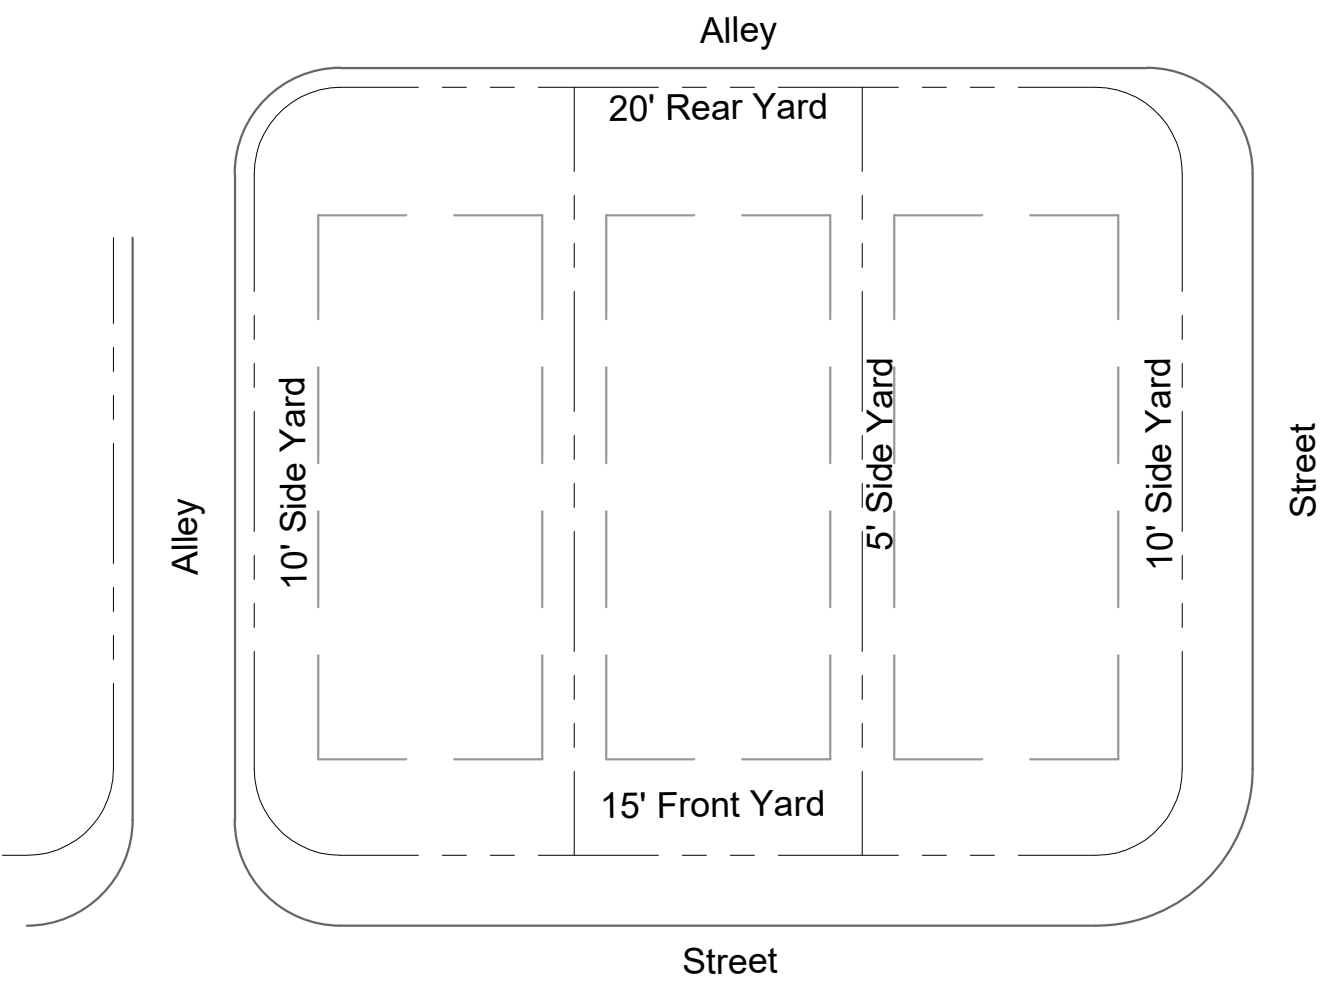 Alley
20' Rear Yard
Alley
10' Side Yard
5' Side Yard
10' Side Yard
Street
15' Front Yard
Street